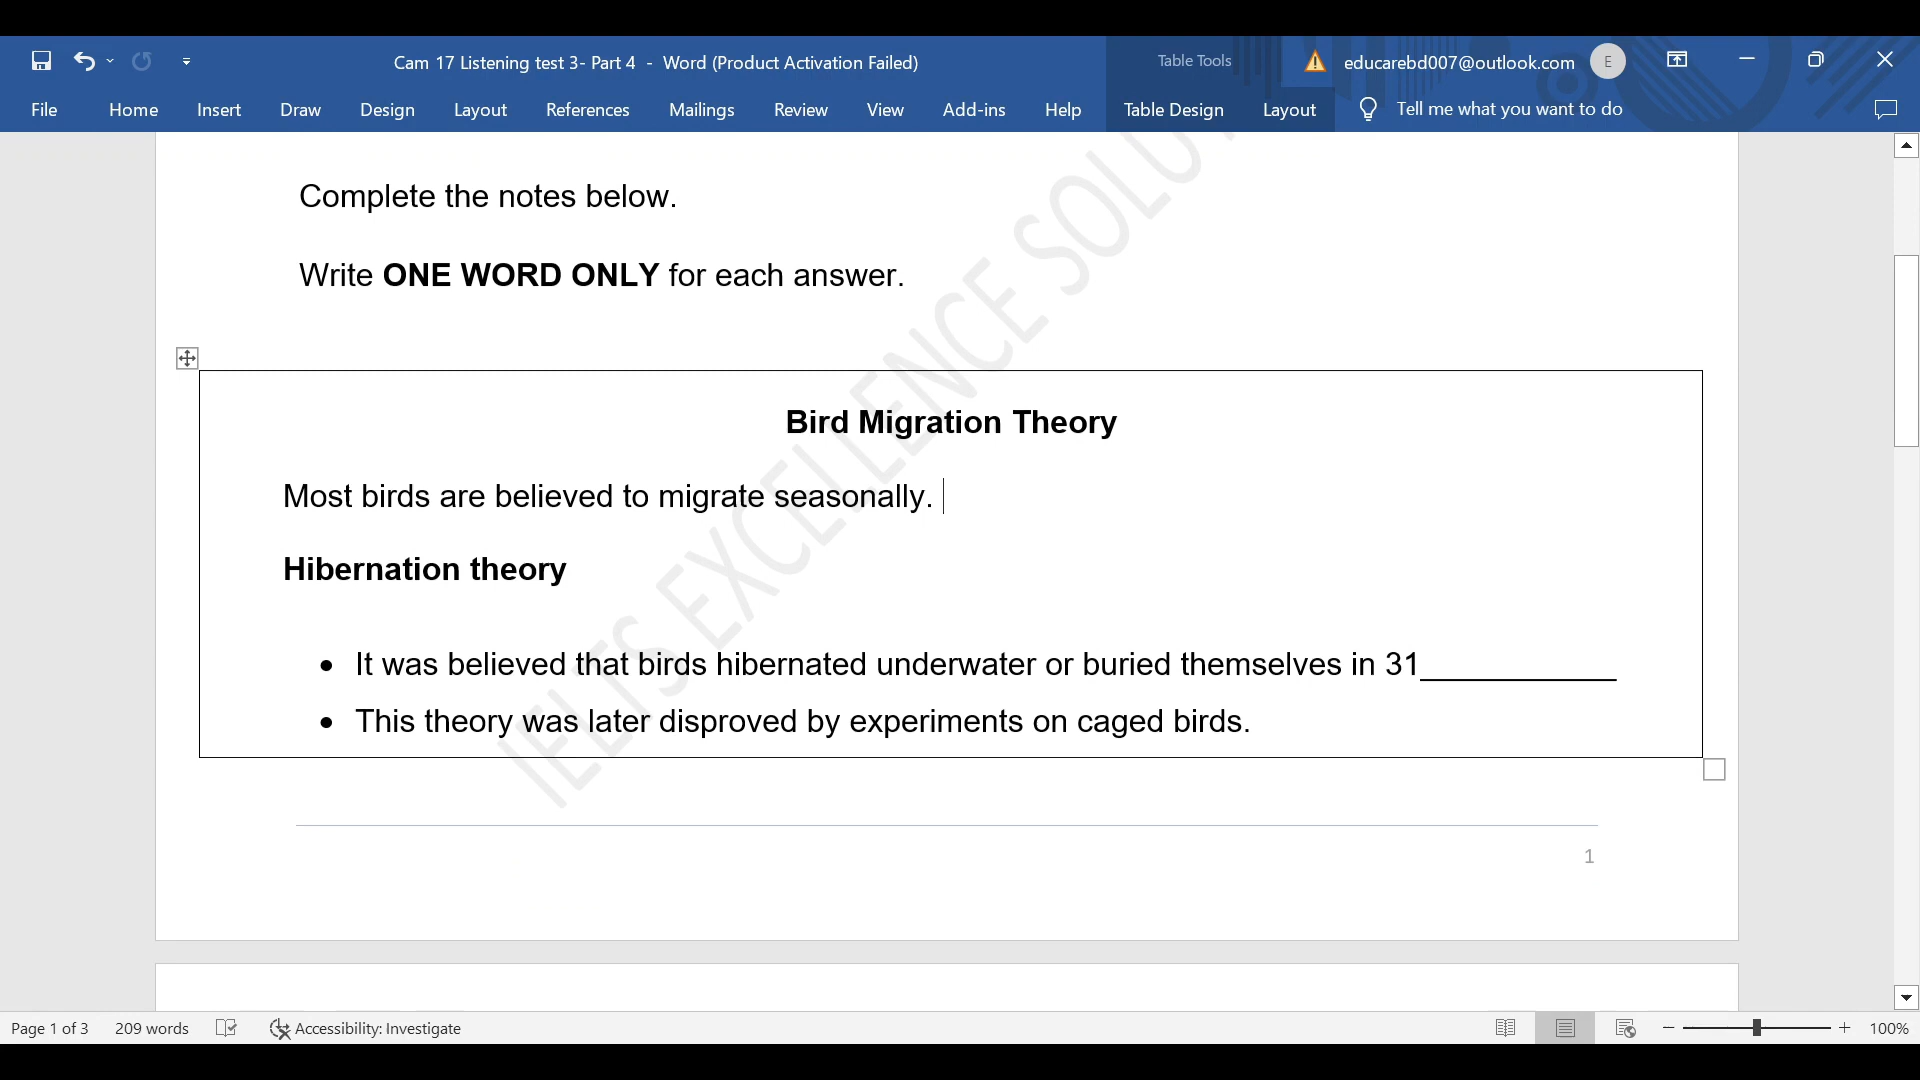 Cam 17 Listening test 3- Part 4 - Word (Product Activation Failed)
Table Tools
educarebd007@outlook.com
E
File Home Insert Draw Design Layout References Mailings Review View Add-ins Help Table Design Layout Tell me what you want to do
Complete the notes below.
Write ONE WORD ONLY for each answer.
Bird Migration Theory
Most birds are believed to migrate seasonally.
Hibernation theory
• It was believed that birds hibernated underwater or buried themselves in 31___________
• This theory was later disproved by experiments on caged birds.
IELTS EXCELLENCE SOLUT
1
Page 1 of 3 209 words Accessibility: Investigate 100%